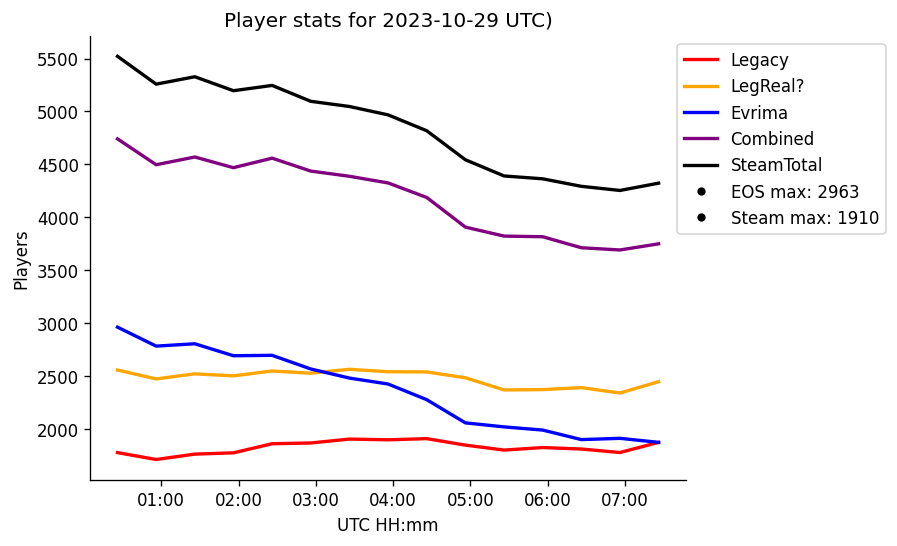 Player stats for 2023-10-29 UTC)
5500
5000
4500
4000
3500
3000
2500
2000
Players
01:00 02:00 03:00 04:00 05:00 06:00 07:00
UTC HH:mm
Legacy
LegReal?
Evrima
Combined
SteamTotal
EOS max: 2963
Steam max: 1910